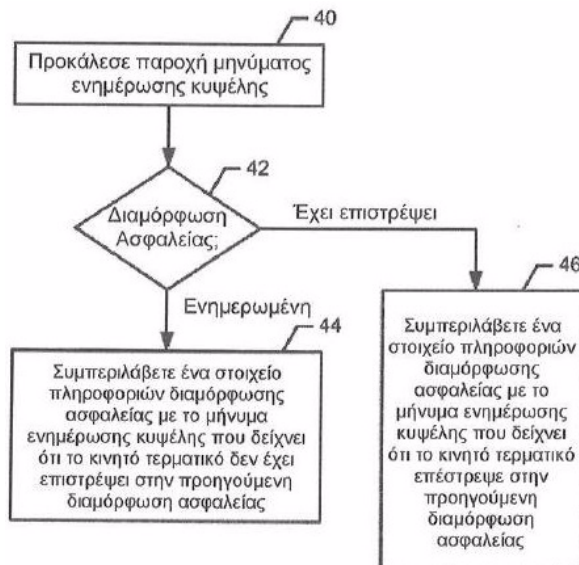 40
Προκάλεσε παροχή μηνύματος
ενημέρωσης κυψέλης
42
Διαμόρφωση
Ασφαλείας;
Έχει επιστρέψει
Ενημερωμένη
44
Συμπεριλάβετε ένα στοιχείο
πληροφοριών διαμόρφωσης
ασφαλείας με το μήνυμα
ενημέρωσης κυψέλης που δείχνει
ότι το κινητό τερματικό δεν έχει
επιστρέψει στην προηγούμενη
διαμόρφωση ασφαλείας
46
Συμπεριλάβετε ένα
στοιχείο πληροφοριών
διαμόρφωσης
ασφαλείας με το
μήνυμα ενημέρωσης
κυψέλης που δείχνει
ότι το κινητό τερματικό
επέστρεψε στην
προηγούμενη
διαμόρφωση
ασφαλείας